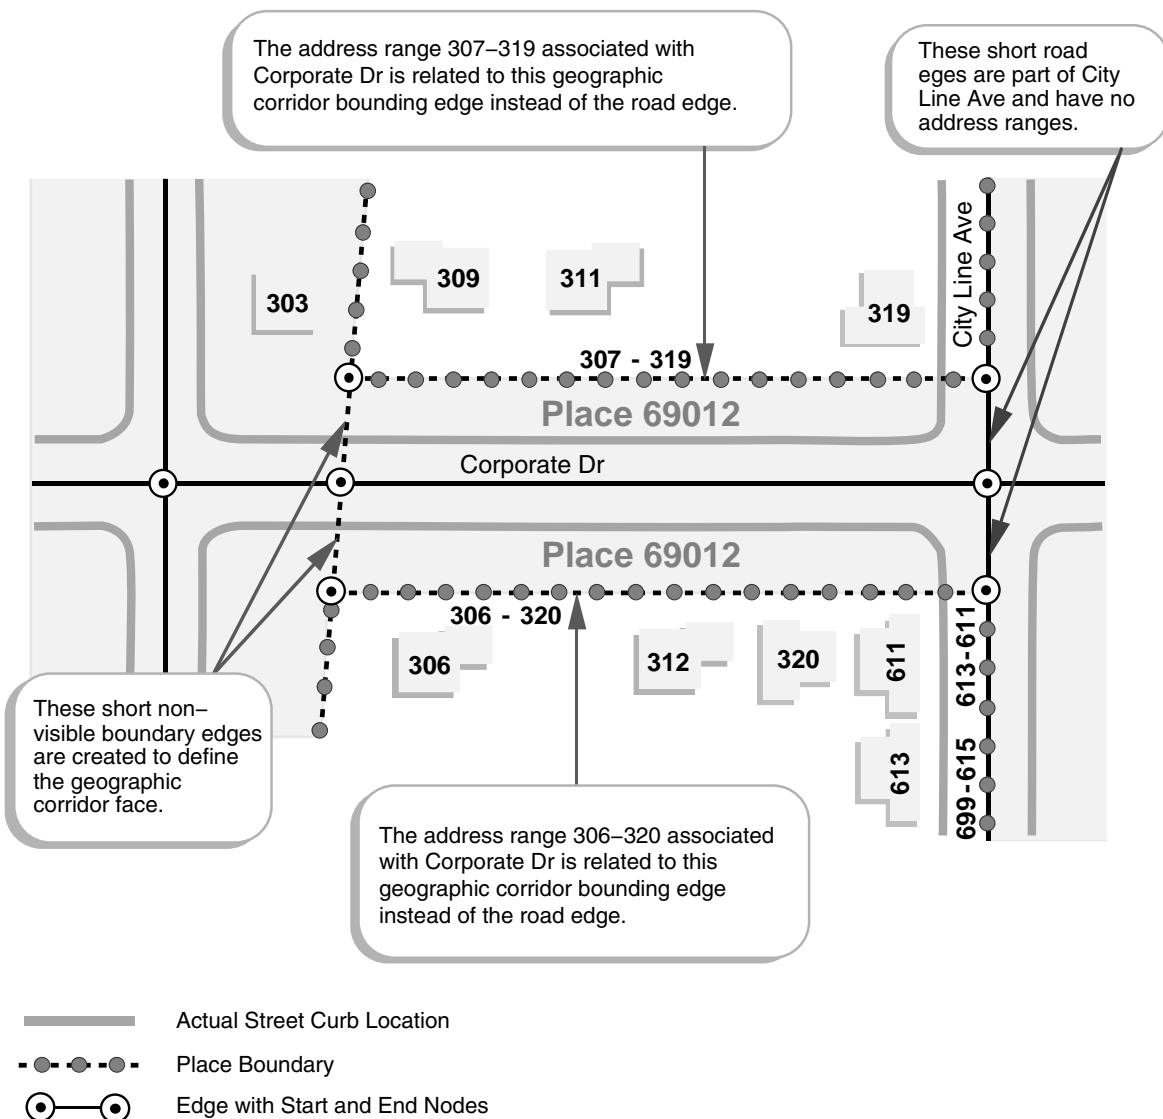 The address range 307–319 associated with
Corporate Dr is related to this geographic
corridor bounding edge instead of the road edge.
These short road
eges are part of City
Line Ave and have no
address ranges.
City Line Ave
303
309
311
319
307 - 319
Place 69012
Corporate Dr
Place 69012
306 - 320
306
312
320
611
613
613-611
699-615
These short non–
visible boundary edges
are created to define
the geographic
corridor face.
The address range 306–320 associated
with Corporate Dr is related to this
geographic corridor bounding edge
instead of the road edge.
Actual Street Curb Location
Place Boundary
Edge with Start and End Nodes